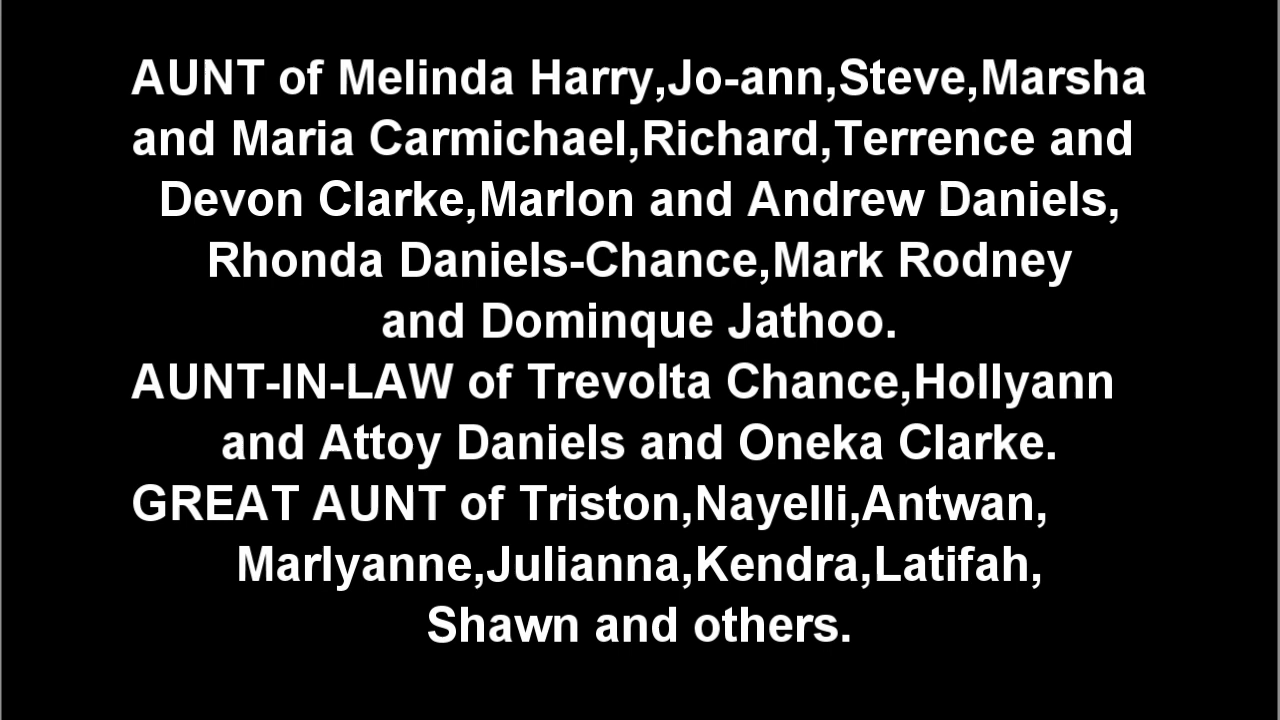 AUNT of Melinda Harry,Jo-ann,Steve,Marsha
and Maria Carmichael,Richard,Terrence and
Devon Clarke,Marlon and Andrew Daniels,
Rhonda Daniels-Chance,Mark Rodney
and Dominque Jathoo.
AUNT-IN-LAW of Trevolta Chance,Hollyann
and Attoy Daniels and Oneka Clarke.
GREAT AUNT of Triston,Nayelli,Antwan,
Marlyanne,Julianna,Kendra,Latifah,
Shawn and others.